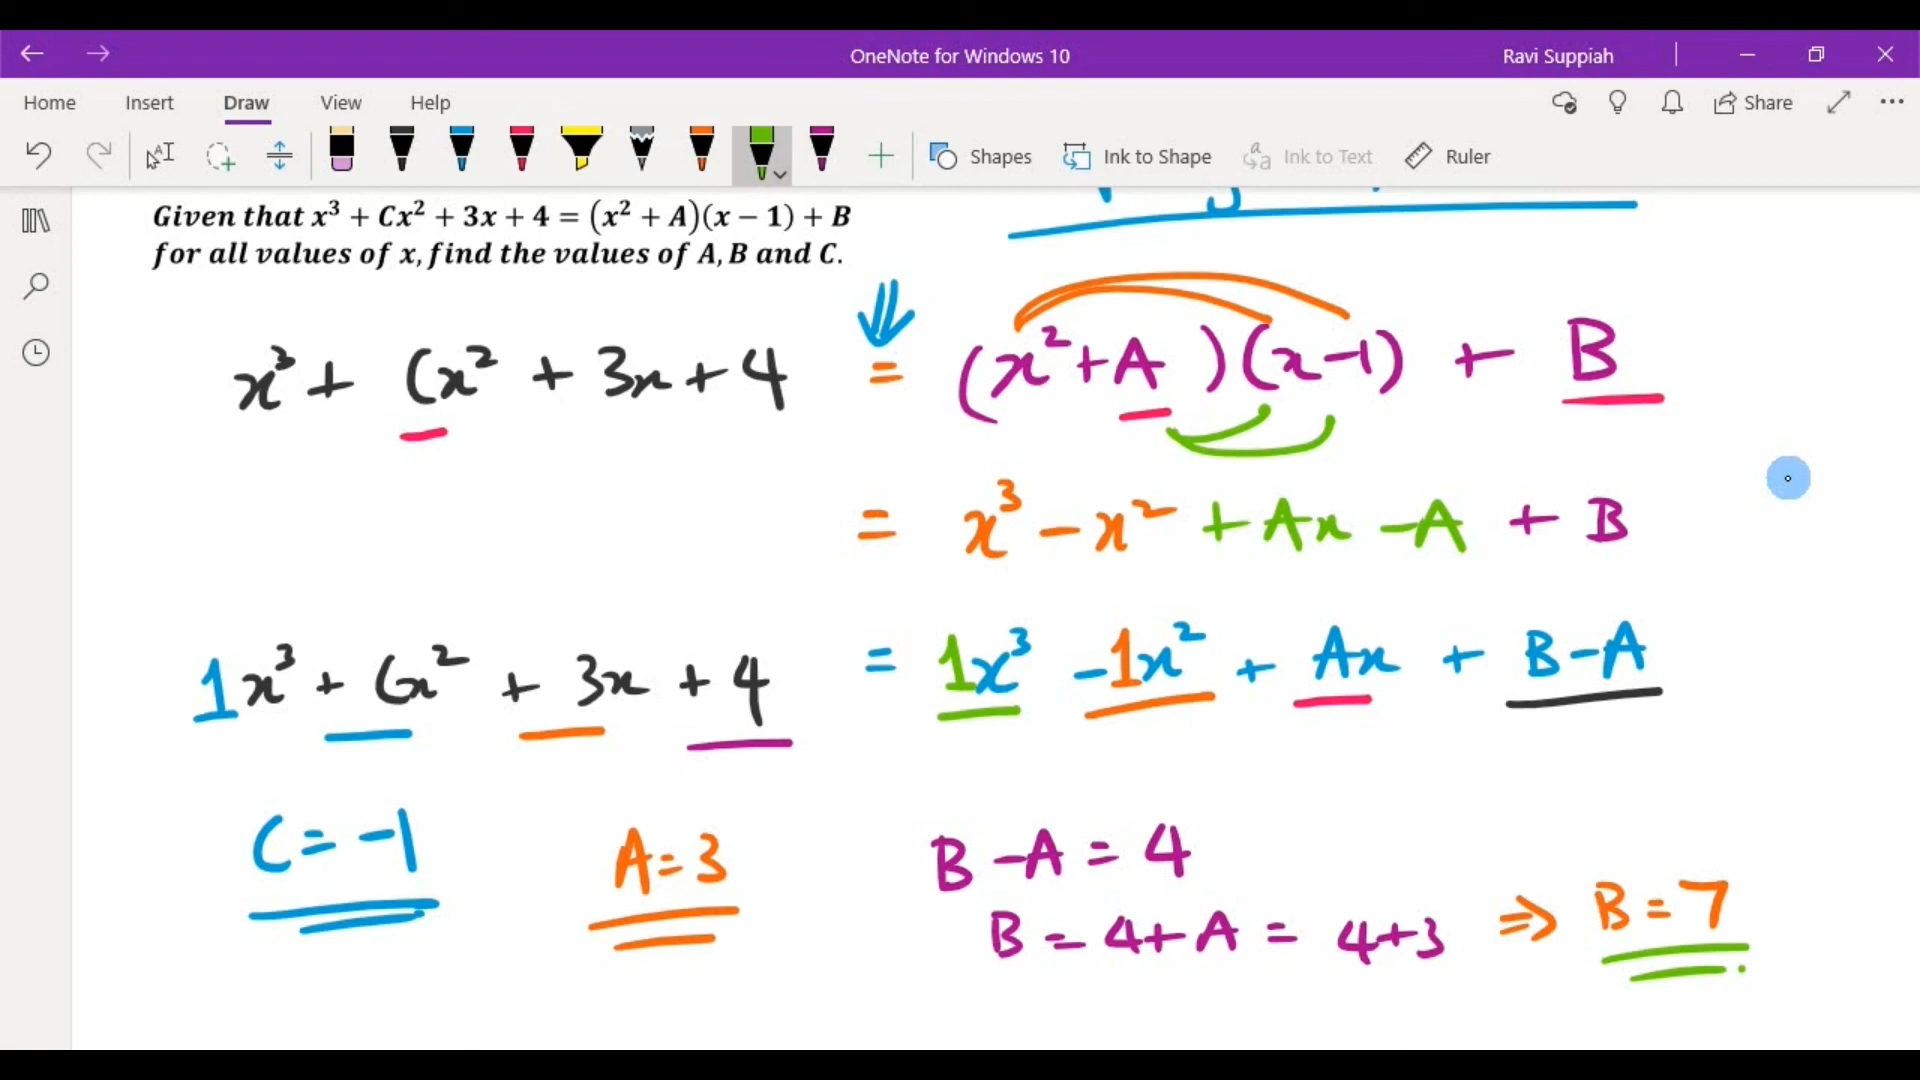 OneNote for Windows 10
Ravi Suppiah
Home Insert Draw View Help
Share
Shapes Ink to Shape Ink to Text Ruler
Given that x³ + Cx² + 3x + 4 = (x² + A)(x − 1) + B
for all values of x, find the values of A, B and C.
x³ + Cx² + 3x + 4 = (x² + A)(x − 1) + B
= x³ − x² + Ax − A + B
1x³ + Cx² + 3x + 4 = 1x³ − 1x² + Ax + B − A
C = −1
A = 3
B − A = 4
B = 4 + A = 4 + 3 ⇒ B = 7